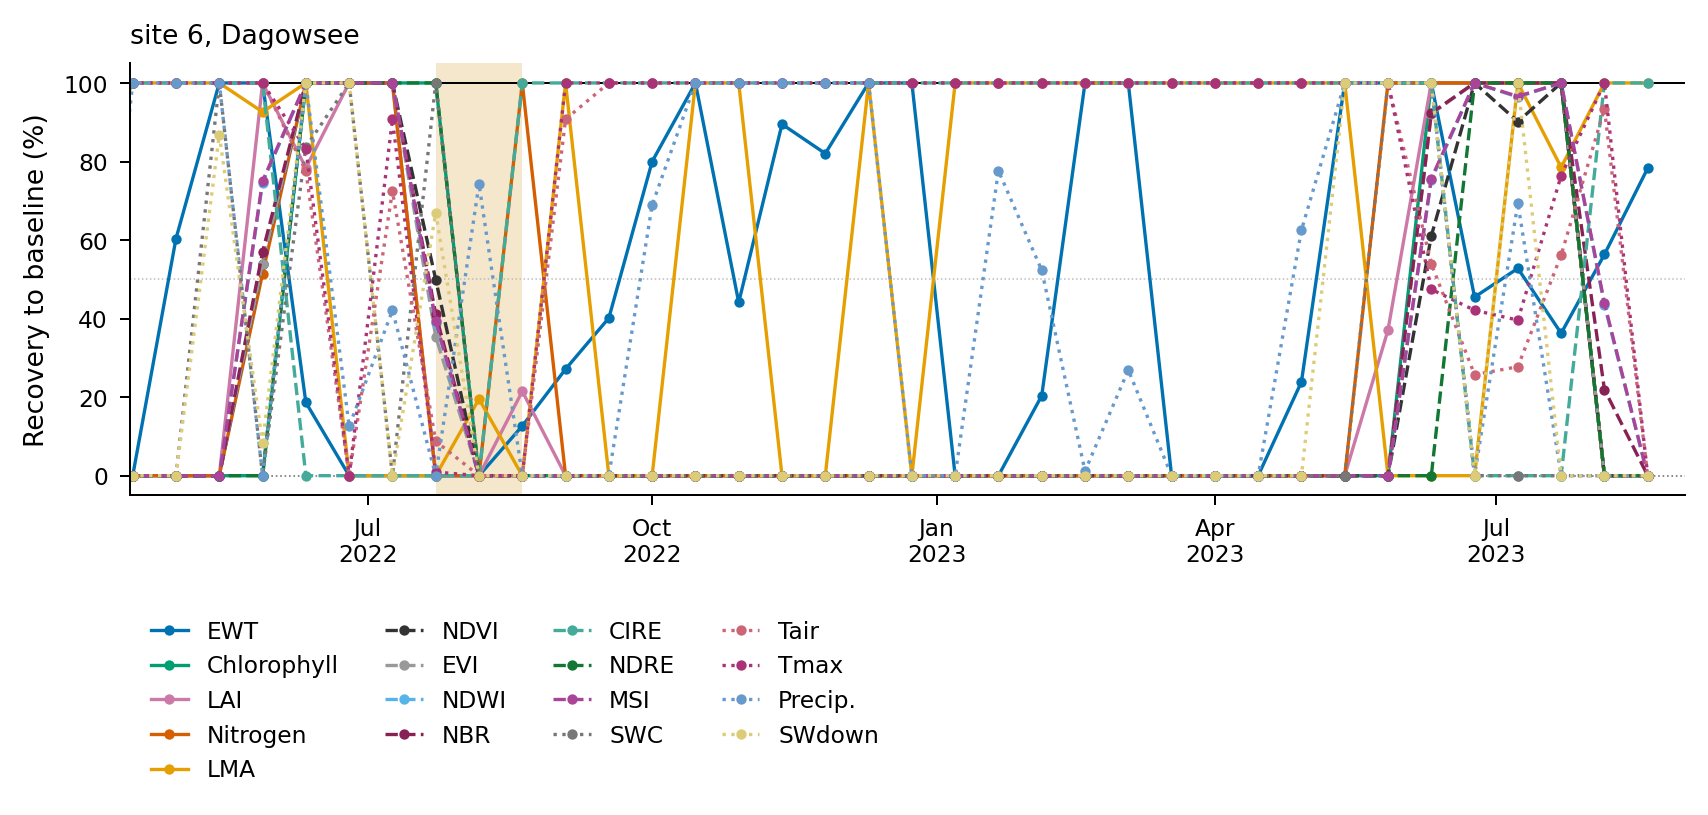 site 6, Dagowsee
Recovery to baseline (%)
100
80
60
40
20
0
Jul
2022
Oct
2022
Jan
2023
Apr
2023
Jul
2023
EWT
Chlorophyll
LAI
Nitrogen
LMA
NDVI
EVI
NDWI
NBR
CIRE
NDRE
MSI
SWC
Tair
Tmax
Precip.
SWdown